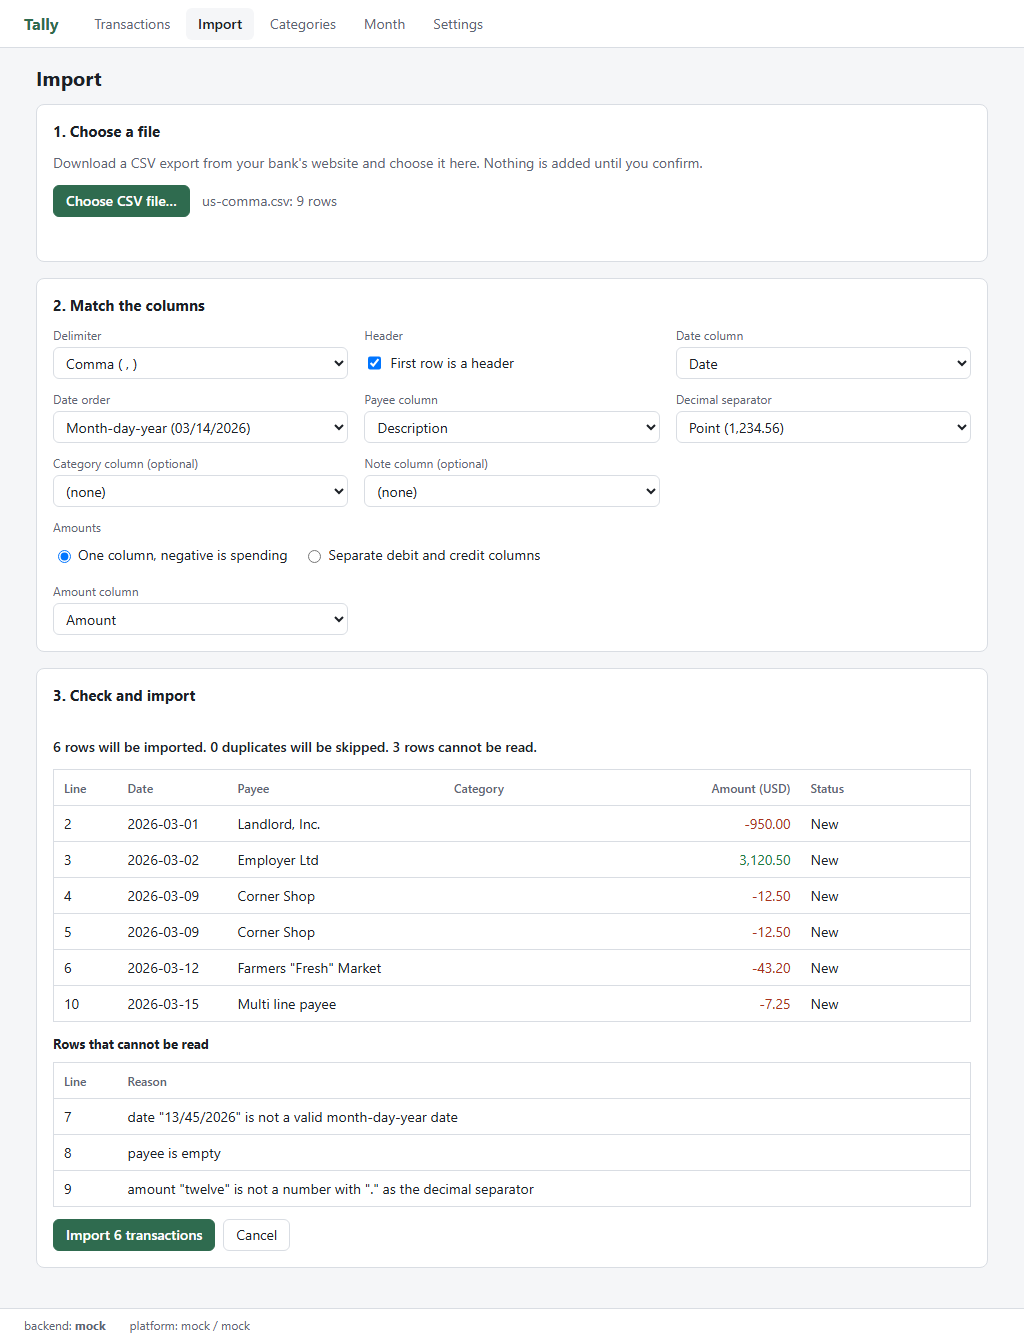 Tally Transactions Import Categories Month Settings
Import
1. Choose a file
Download a CSV export from your bank's website and choose it here. Nothing is added until you confirm.
Choose CSV file... us-comma.csv: 9 rows
2. Match the columns
Delimiter Header Date column
Comma ( , ) First row is a header Date
Date order Payee column Decimal separator
Month-day-year (03/14/2026) Description Point (1,234.56)
Category column (optional) Note column (optional)
(none) (none)
Amounts
One column, negative is spending Separate debit and credit columns
Amount column
Amount
3. Check and import
6 rows will be imported. 0 duplicates will be skipped. 3 rows cannot be read.
Line Date Payee Category Amount (USD) Status
2 2026-03-01 Landlord, Inc. -950.00 New
3 2026-03-02 Employer Ltd 3,120.50 New
4 2026-03-09 Corner Shop -12.50 New
5 2026-03-09 Corner Shop -12.50 New
6 2026-03-12 Farmers "Fresh" Market -43.20 New
10 2026-03-15 Multi line payee -7.25 New
Rows that cannot be read
Line Reason
7 date "13/45/2026" is not a valid month-day-year date
8 payee is empty
9 amount "twelve" is not a number with "." as the decimal separator
Import 6 transactions Cancel
backend: mock platform: mock / mock